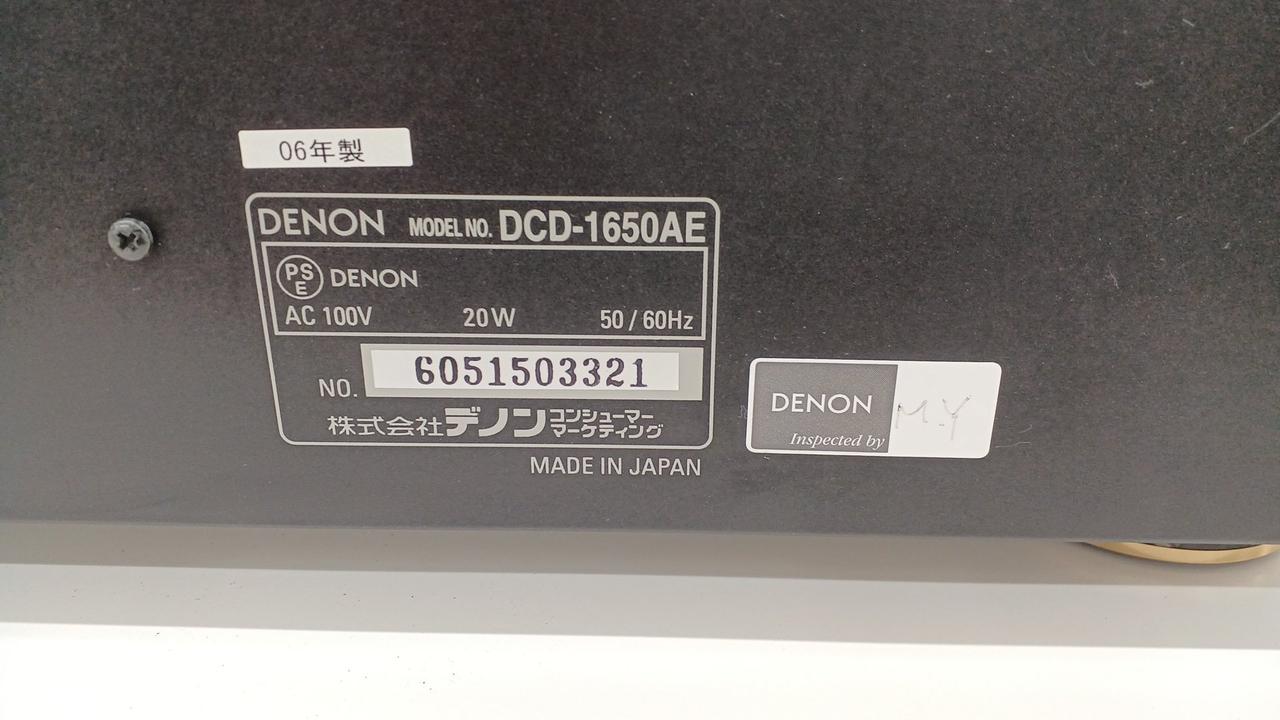 06年製
DENON MODEL NO. DCD-1650AE
PSE DENON
AC 100V 20W 50/60Hz
NO. 6051503321
株式会社デノン コンシューマー
マーケティング
MADE IN JAPAN
DENON M.Y
Inspected by